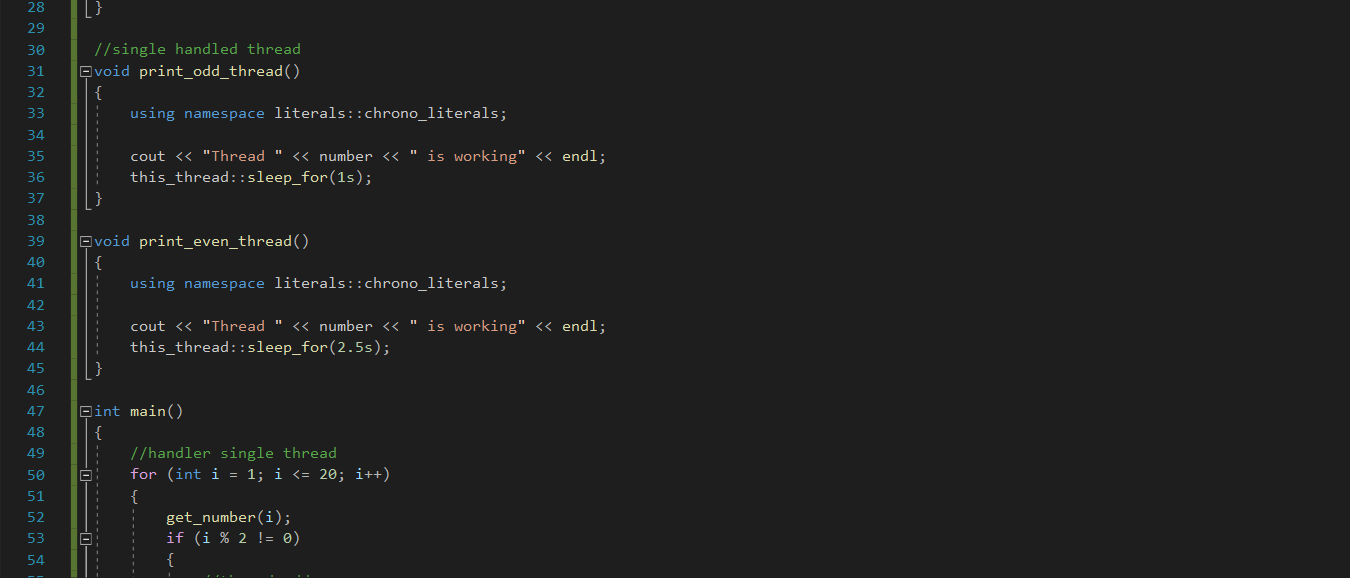 28 }
29
30 //single handled thread
31 void print_odd_thread()
32 {
33 using namespace literals::chrono_literals;
34
35 cout << "Thread " << number << " is working" << endl;
36 this_thread::sleep_for(1s);
37 }
38
39 void print_even_thread()
40 {
41 using namespace literals::chrono_literals;
42
43 cout << "Thread " << number << " is working" << endl;
44 this_thread::sleep_for(2.5s);
45 }
46
47 int main()
48 {
49 //handler single thread
50 for (int i = 1; i <= 20; i++)
51 {
52 get_number(i);
53 if (i % 2 != 0)
54 {